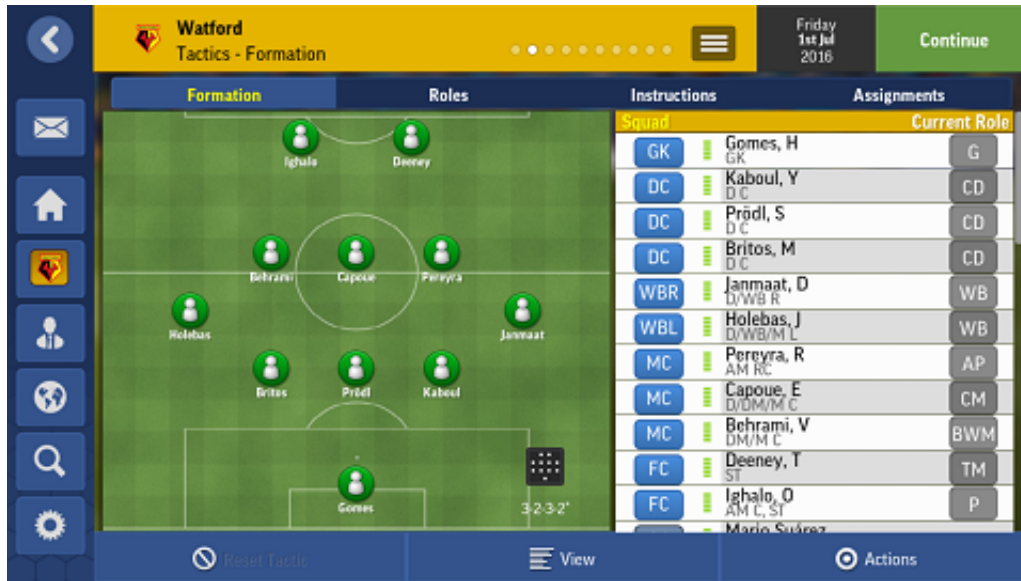 Watford
Tactics - Formation
Friday
1st Jul
2016
Continue
Formation
Roles
Instructions
Assignments
Ighalo
Deeney
Behrami
Capoue
Pereyra
Holebas
Janmaat
Britos
Prödl
Kaboul
Gomes
3-2-3-2*
Squad
Current Role
GK
Gomes, H
GK
G
DC
Kaboul, Y
D C
CD
DC
Prödl, S
D C
CD
DC
Britos, M
D C
CD
WBR
Janmaat, D
D/WB R
WB
WBL
Holebas, J
D/WB/M L
WB
MC
Pereyra, R
AM RC
AP
MC
Capoue, E
D/DM/M C
CM
MC
Behrami, V
DM/M C
BWM
FC
Deeney, T
ST
TM
FC
Ighalo, O
AM C, ST
P
Mario Suárez
Reset Tactic
View
Actions